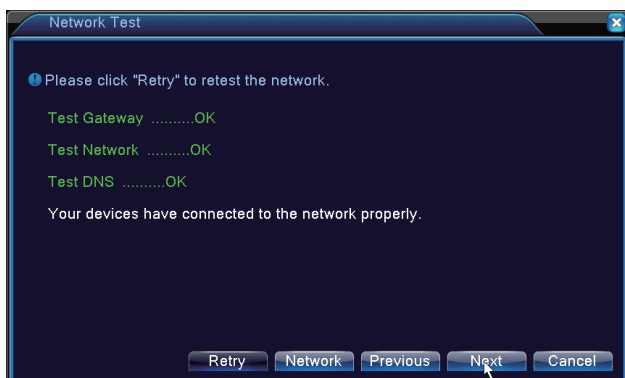 Network Test
Please click "Retry" to retest the network.
Test Gateway ..........OK
Test Network ..........OK
Test DNS ..........OK
Your devices have connected to the network properly.
Retry Network Previous Next Cancel